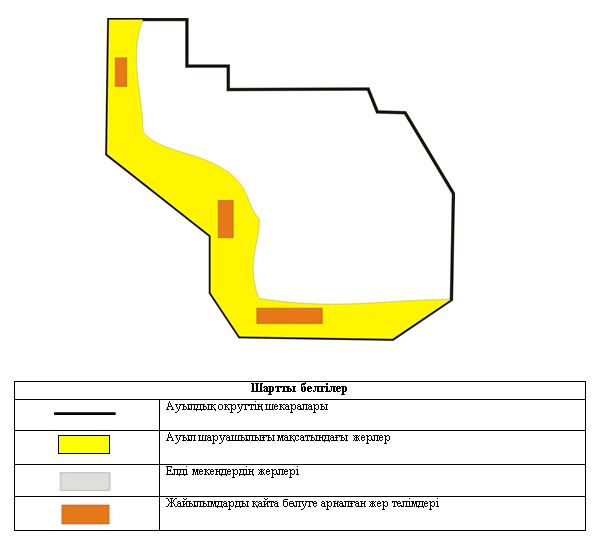 Шартты белгілер
Ауылдық округтің шекаралары
Ауыл шаруашылығы мақсатындағы жерлер
Елді мекендердің жерлері
Жайылымдарды қайта бөлуге арналған жер телімдері